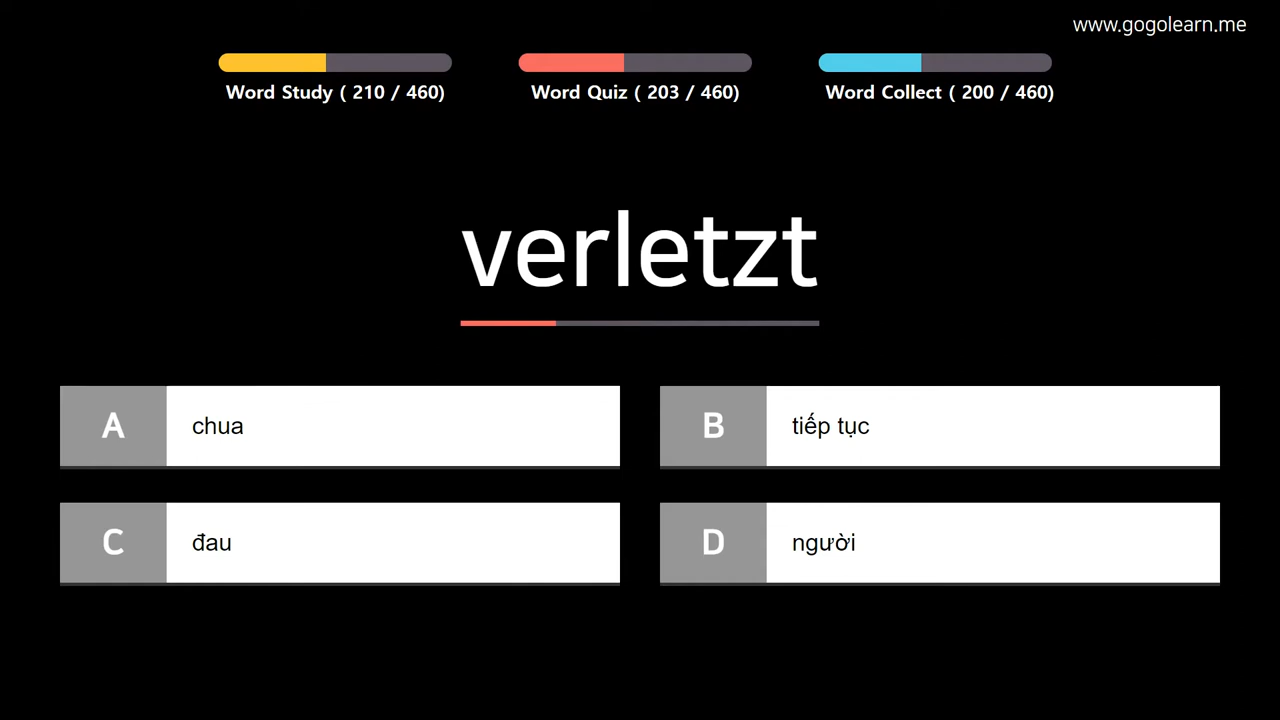 www.gogolearn.me
Word Study ( 210 / 460)
Word Quiz ( 203 / 460)
Word Collect ( 200 / 460)
verletzt
A chua
B tiếp tục
C đau
D người